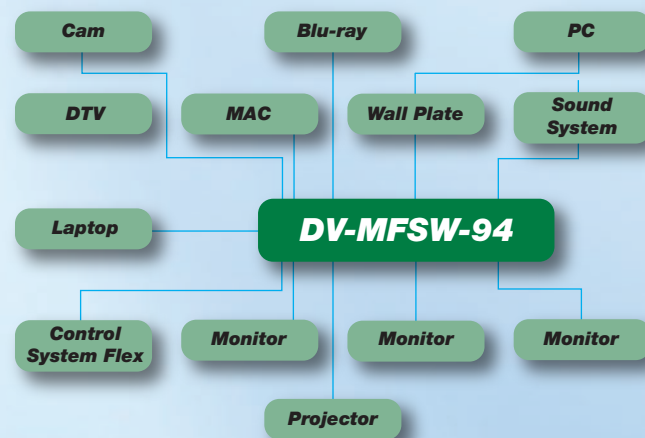 Cam
Blu-ray
PC
DTV
MAC
Wall Plate
Sound
System
Laptop
DV-MFSW-94
Control
System Flex
Monitor
Monitor
Monitor
Projector